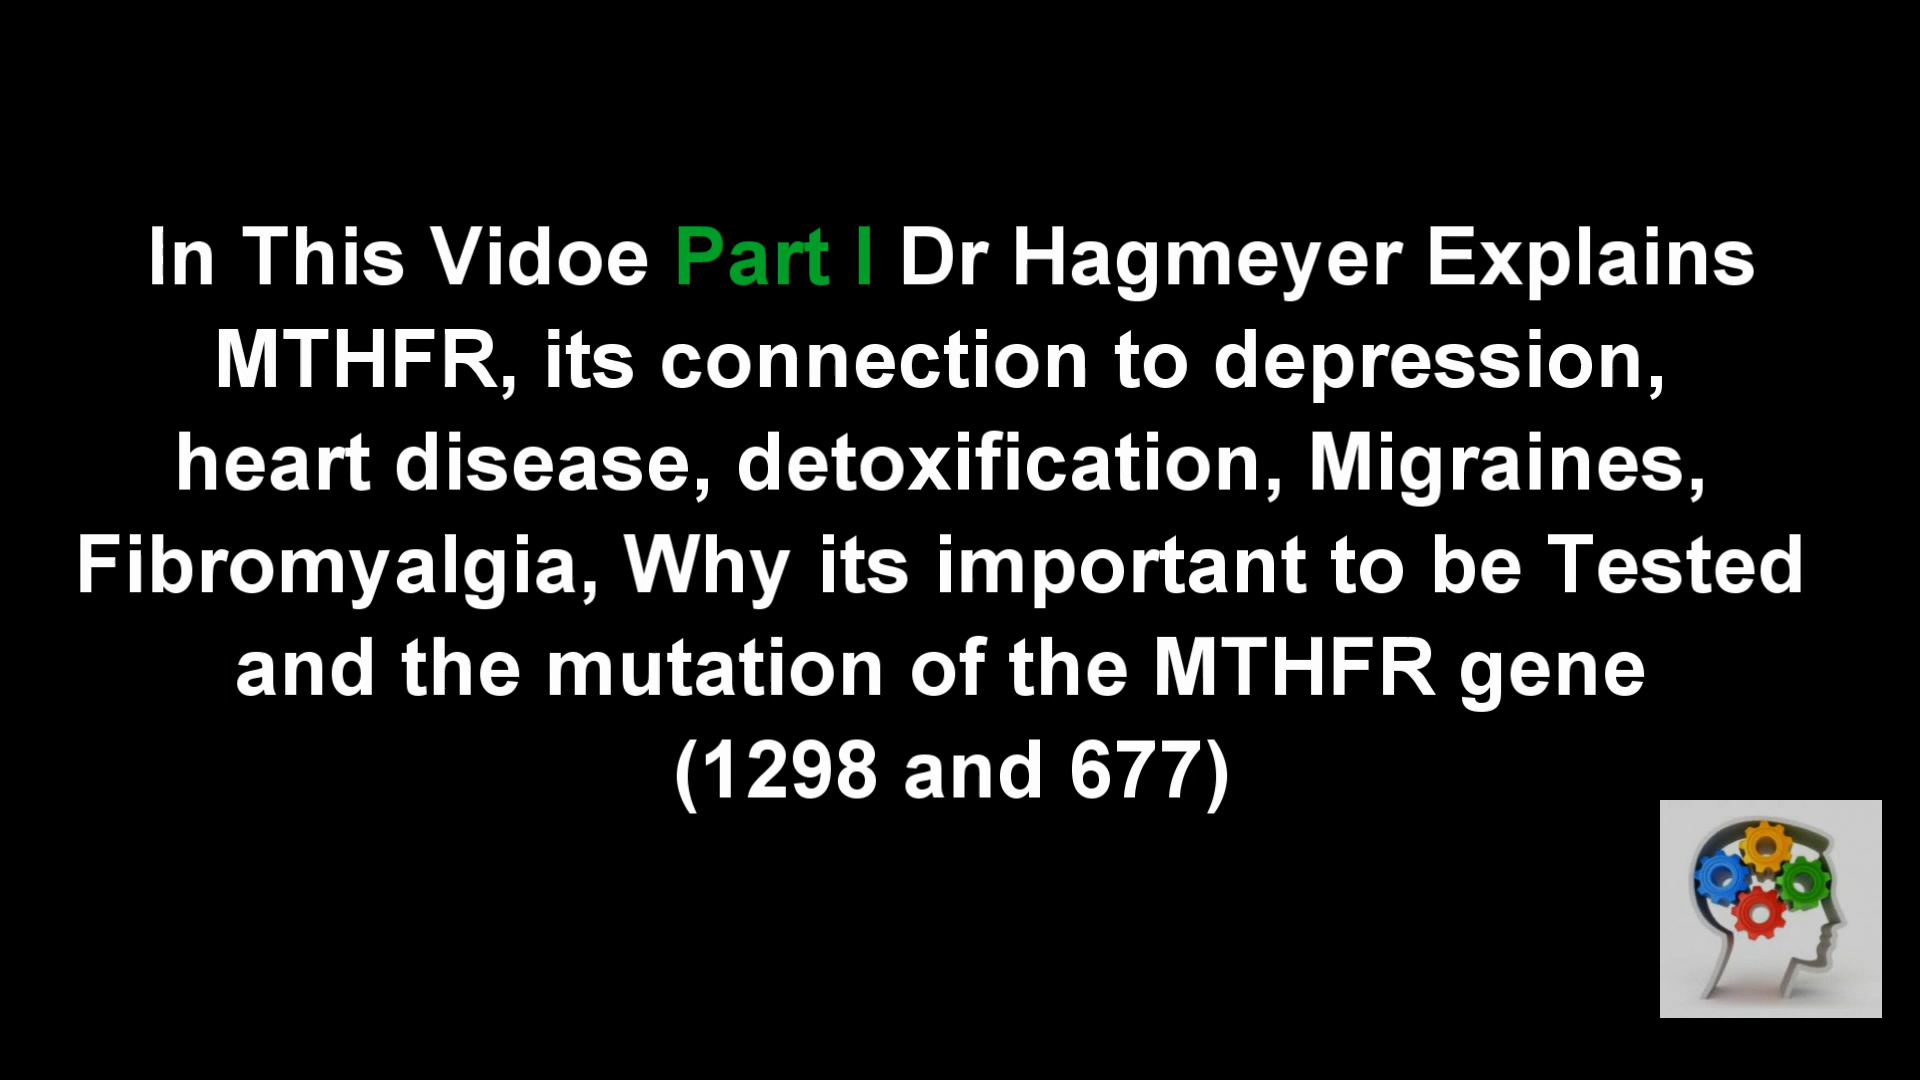 In This Vidoe Part I Dr Hagmeyer Explains
MTHFR, its connection to depression,
heart disease, detoxification, Migraines,
Fibromyalgia, Why its important to be Tested
and the mutation of the MTHFR gene
(1298 and 677)